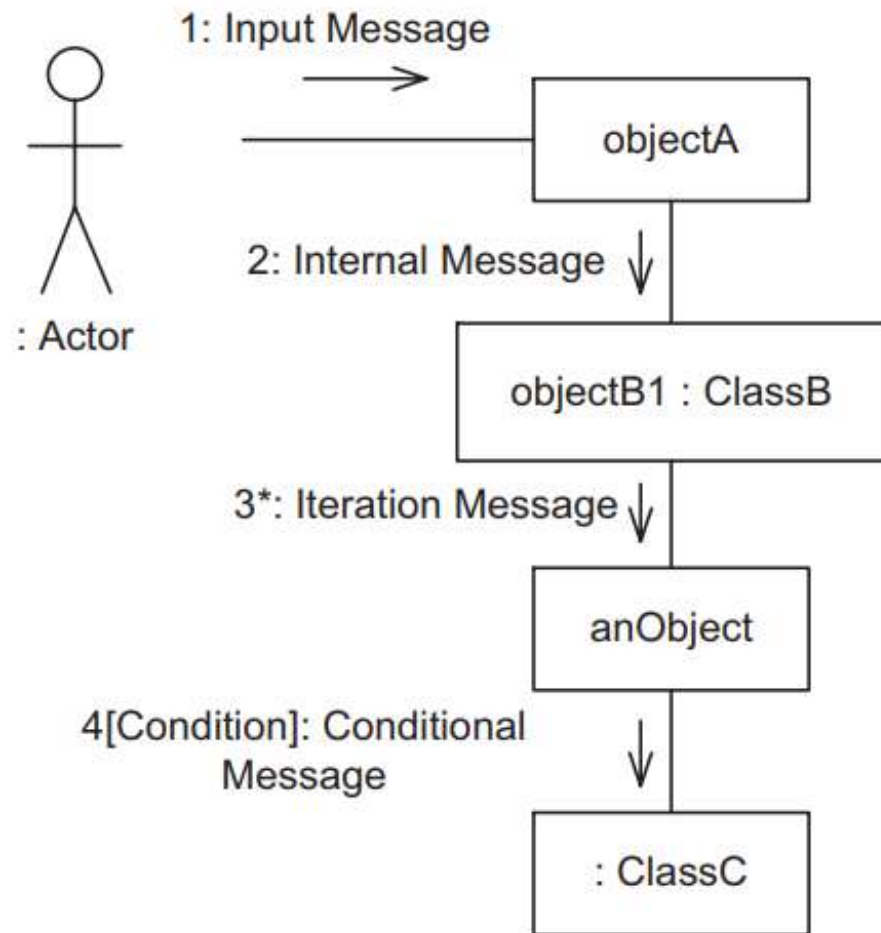 1: Input Message
objectA
2: Internal Message
: Actor
objectB1 : ClassB
3*: Iteration Message
anObject
4[Condition]: Conditional
Message
: ClassC